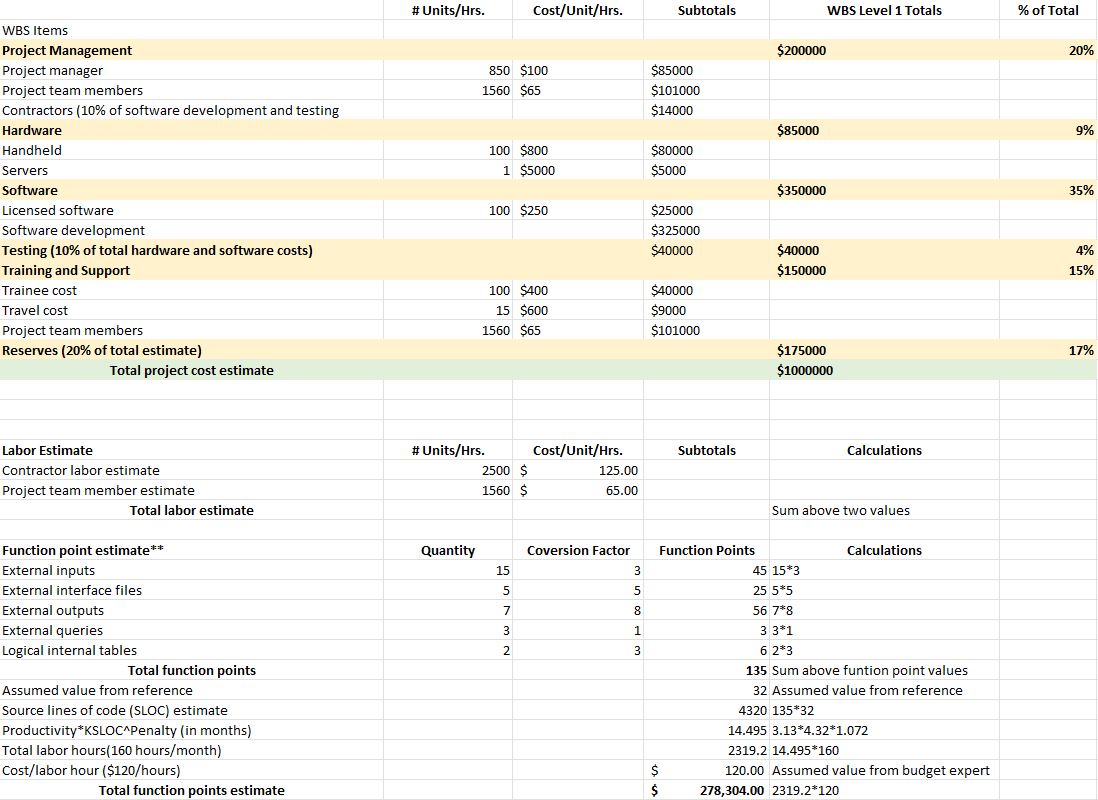 # Units/Hrs. Cost/Unit/Hrs. Subtotals WBS Level 1 Totals % of Total
WBS Items
Project Management $200000 20%
Project manager 850 $100 $85000
Project team members 1560 $65 $101000
Contractors (10% of software development and testing $14000
Hardware $85000 9%
Handheld 100 $800 $80000
Servers 1 $5000 $5000
Software $350000 35%
Licensed software 100 $250 $25000
Software development $325000
Testing (10% of total hardware and software costs) $40000 $40000 4%
Training and Support $150000 15%
Trainee cost 100 $400 $40000
Travel cost 15 $600 $9000
Project team members 1560 $65 $101000
Reserves (20% of total estimate) $175000 17%
Total project cost estimate $1000000
Labor Estimate # Units/Hrs. Cost/Unit/Hrs. Subtotals Calculations
Contractor labor estimate 2500 $ 125.00
Project team member estimate 1560 $ 65.00
Total labor estimate Sum above two values
Function point estimate** Quantity Coversion Factor Function Points Calculations
External inputs 15 3 45 15*3
External interface files 5 5 25 5*5
External outputs 7 8 56 7*8
External queries 3 1 3 3*1
Logical internal tables 2 3 6 2*3
Total function points 135 Sum above funtion point values
Assumed value from reference 32 Assumed value from reference
Source lines of code (SLOC) estimate 4320 135*32
Productivity*KSLOC^Penalty (in months) 14.495 3.13*4.32*1.072
Total labor hours(160 hours/month) 2319.2 14.495*160
Cost/labor hour ($120/hours) $ 120.00 Assumed value from budget expert
Total function points estimate $ 278,304.00 2319.2*120